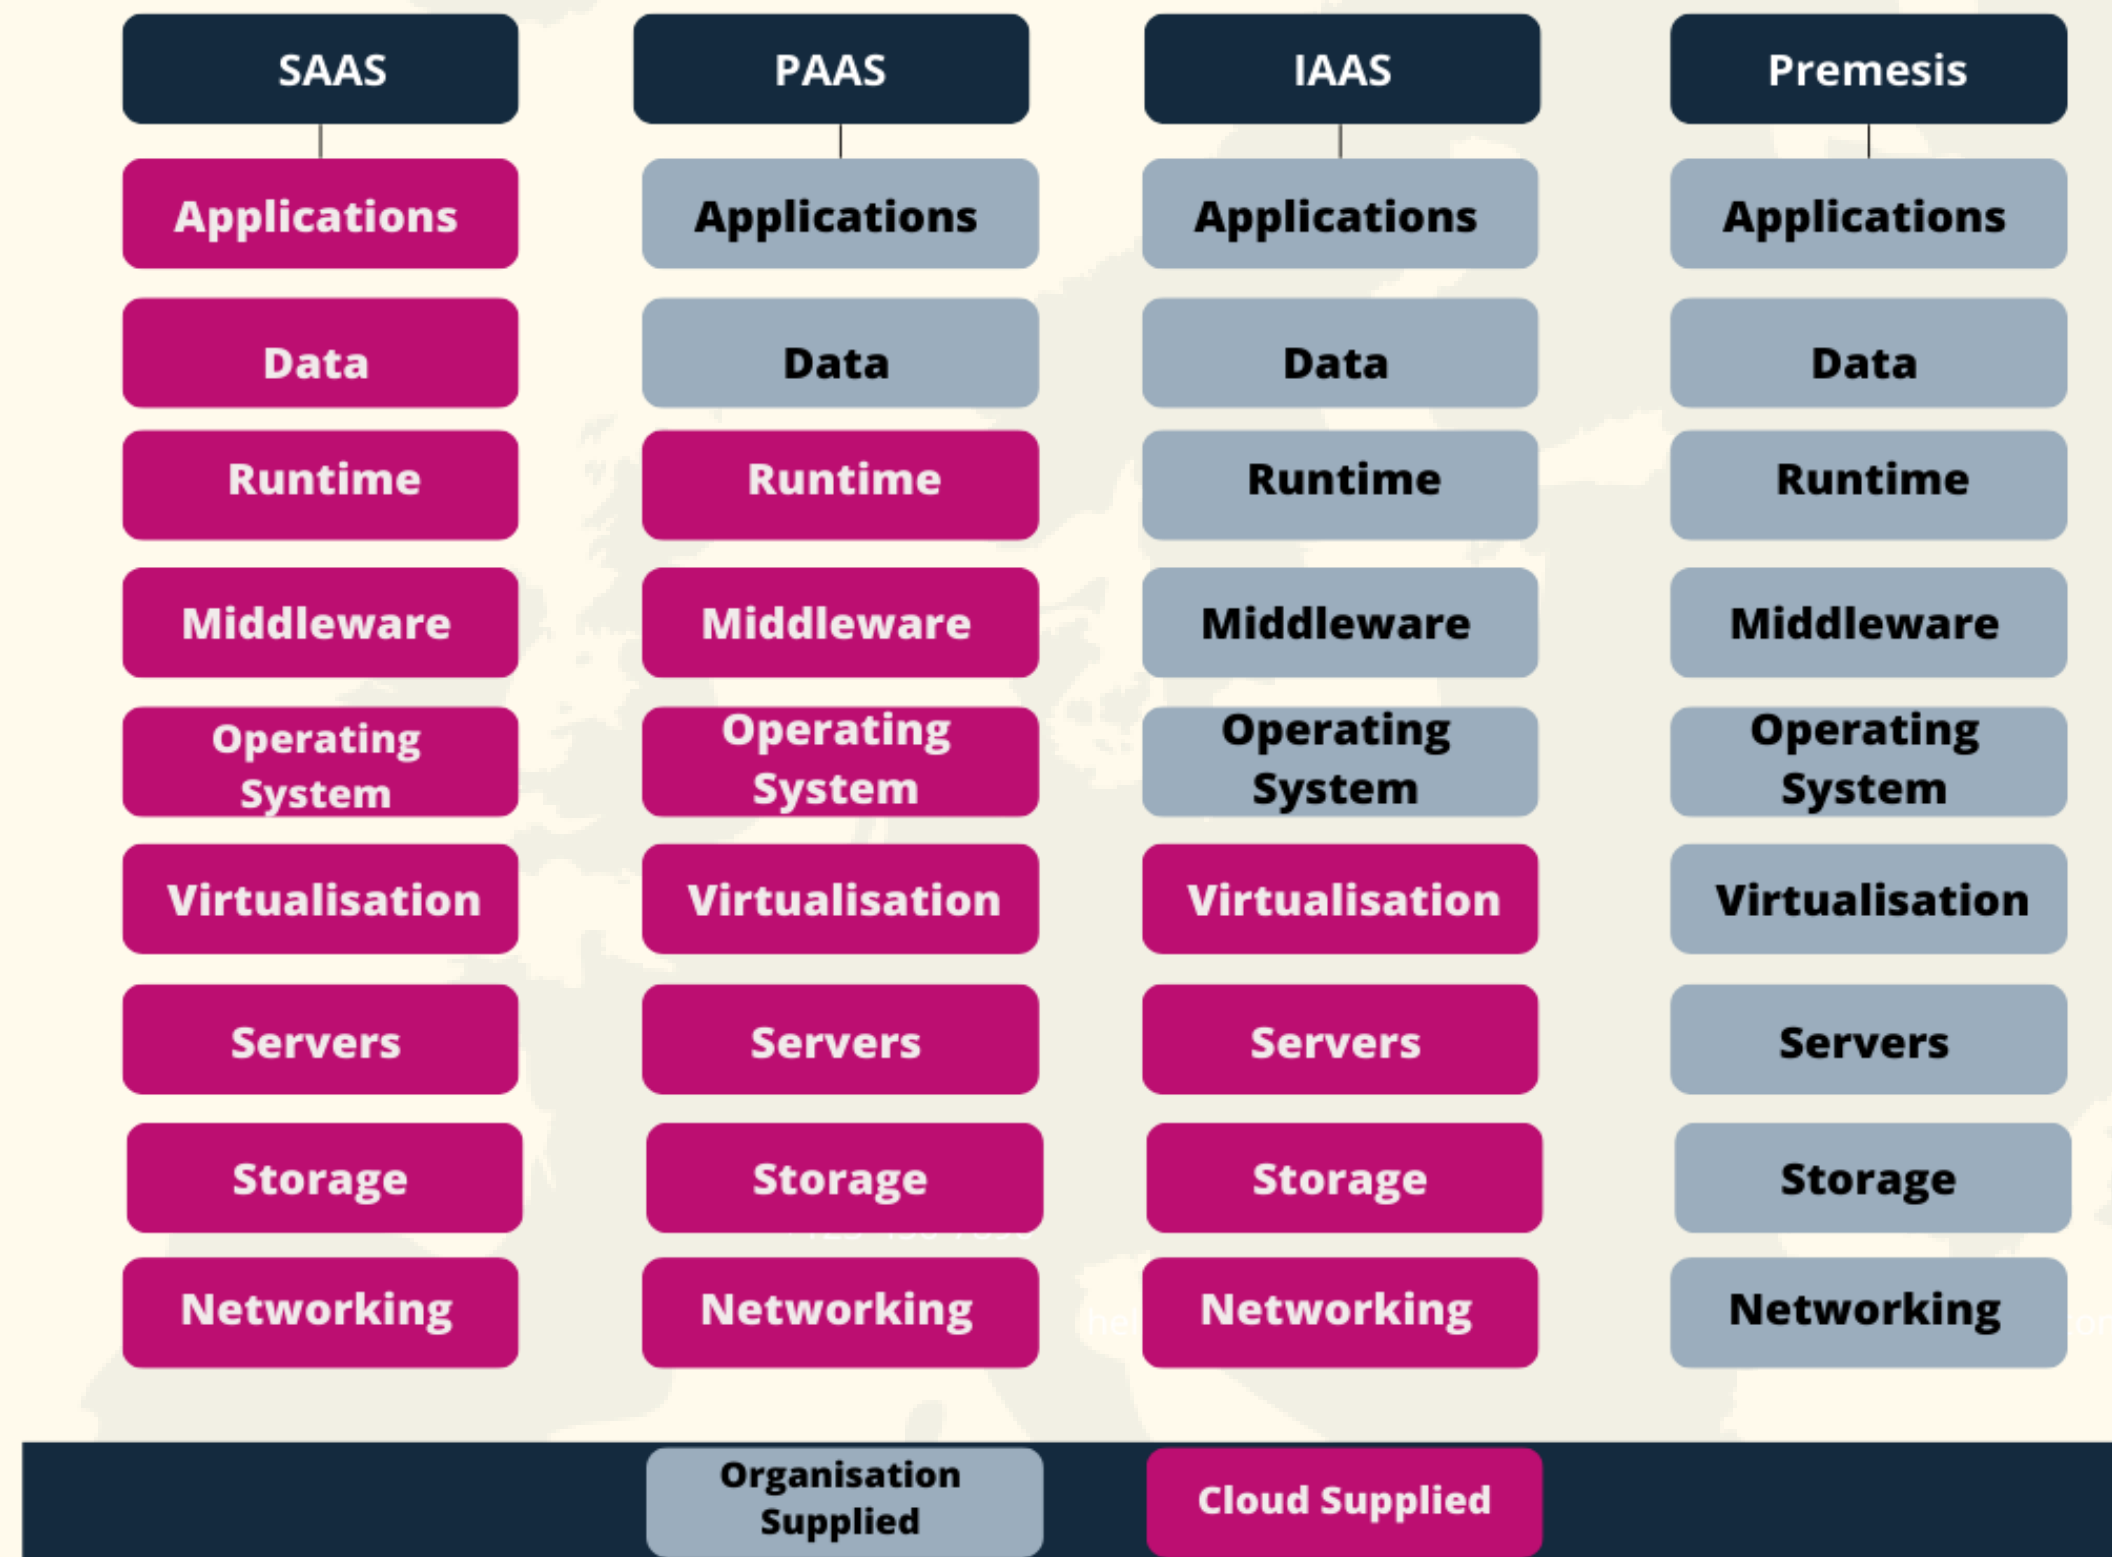 SAAS
PAAS
IAAS
Premesis
Applications
Applications
Applications
Applications
Data
Data
Data
Data
Runtime
Runtime
Runtime
Runtime
Middleware
Middleware
Middleware
Middleware
Operating
System
Operating
System
Operating
System
Operating
System
Virtualisation
Virtualisation
Virtualisation
Virtualisation
Servers
Servers
Servers
Servers
Storage
Storage
Storage
Storage
Networking
Networking
Networking
Networking
Organisation
Supplied
Cloud Supplied